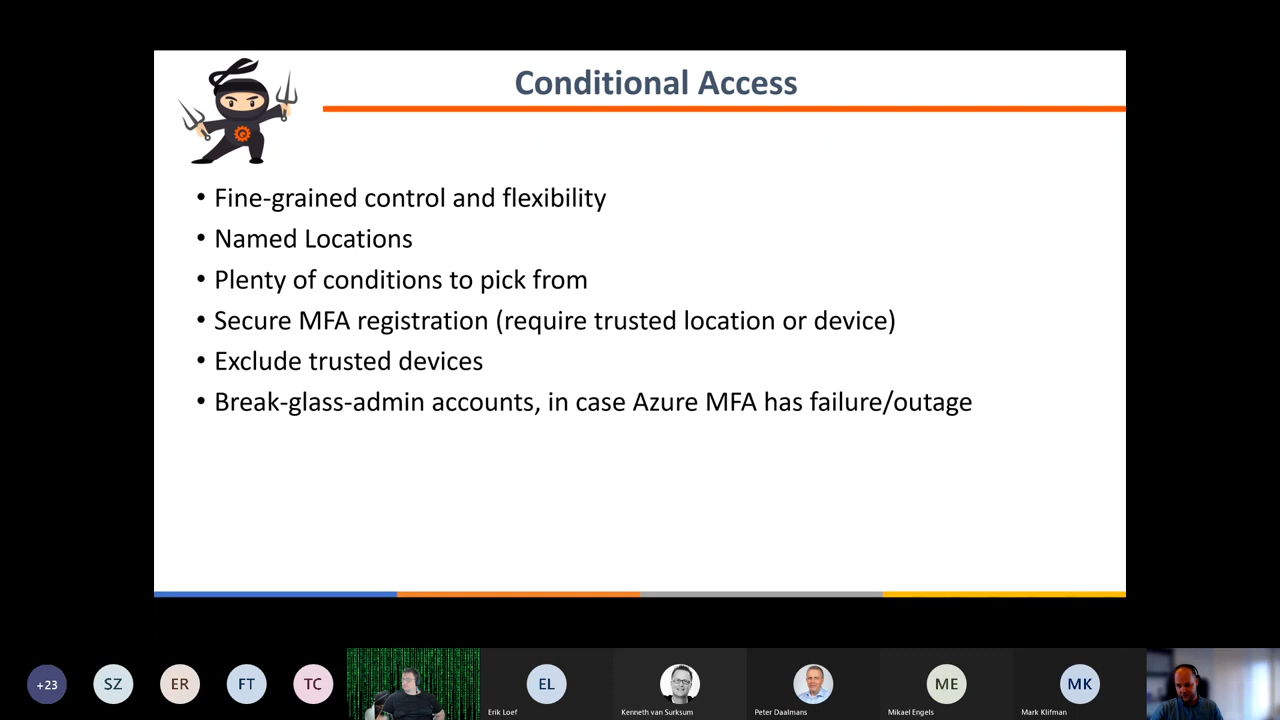 Conditional Access
• Fine-grained control and flexibility
• Named Locations
• Plenty of conditions to pick from
• Secure MFA registration (require trusted location or device)
• Exclude trusted devices
• Break-glass-admin accounts, in case Azure MFA has failure/outage
+23
SZ
ER
FT
TC
EL
ME
MK
Erik Loef
Kenneth van Surksum
Peter Daalmans
Mikael Engels
Mark Klifman